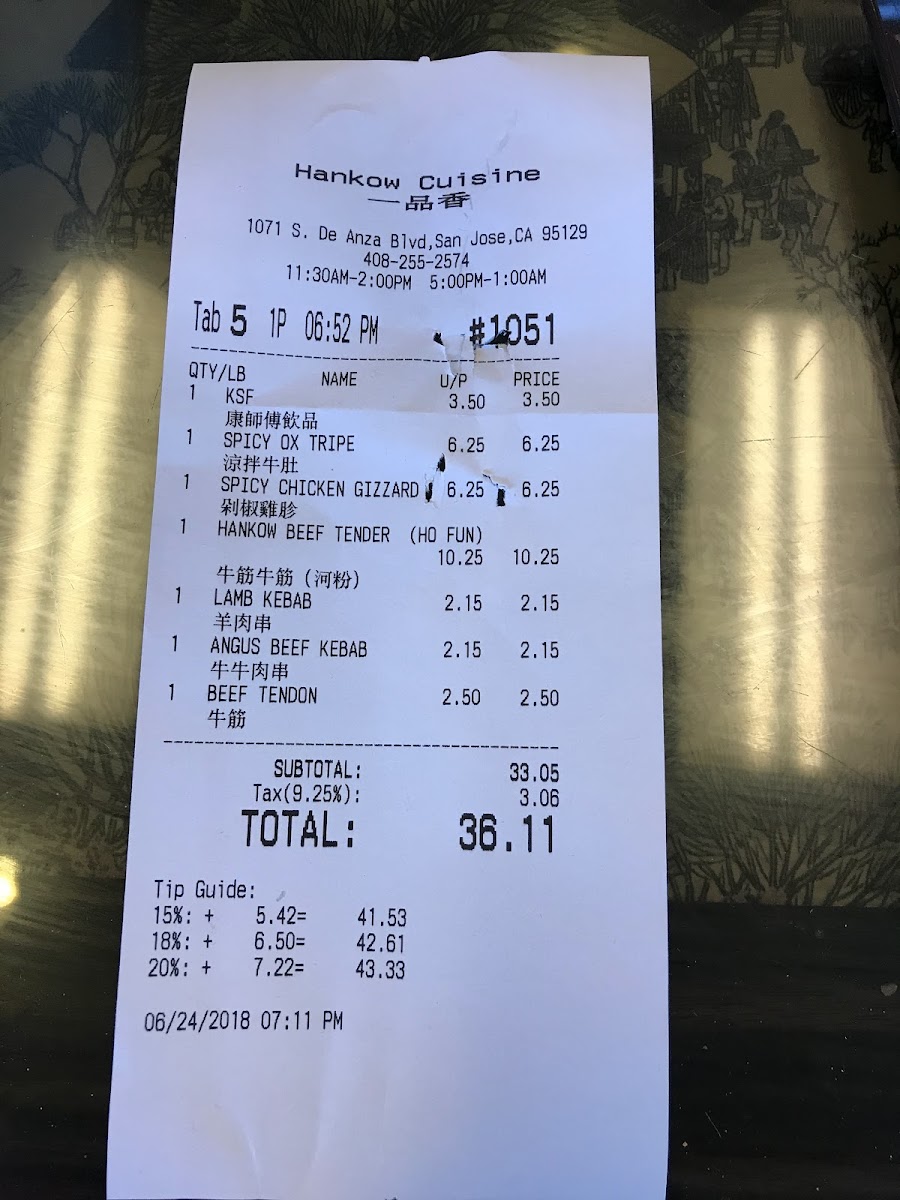 Hankow Cuisine
一品香
1071 S. De Anza Blvd,San Jose,CA 95129
408-255-2574
11:30AM-2:00PM 5:00PM-1:00AM
Tab 5 1P 06:52 PM #1051
QTY/LB NAME U/P PRICE
1 KSF 3.50 3.50
康師傅飲品
1 SPICY OX TRIPE 6.25 6.25
涼拌牛肚
1 SPICY CHICKEN GIZZARD 6.25 6.25
剁椒雞胗
1 HANKOW BEEF TENDER (HO FUN)
10.25 10.25
牛筋牛筋 (河粉)
1 LAMB KEBAB 2.15 2.15
羊肉串
1 ANGUS BEEF KEBAB 2.15 2.15
牛牛肉串
1 BEEF TENDON 2.50 2.50
牛筋
SUBTOTAL: 33.05
Tax(9.25%): 3.06
TOTAL: 36.11
Tip Guide:
15%: + 5.42= 41.53
18%: + 6.50= 42.61
20%: + 7.22= 43.33
06/24/2018 07:11 PM